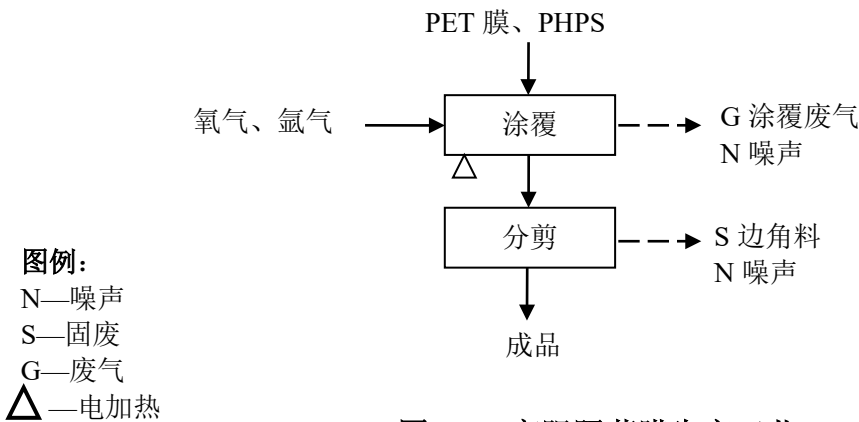 PET 膜、PHPS
氧气、氩气
涂覆
G 涂覆废气
N 噪声
分剪
S 边角料
N 噪声
成品
图例：
N—噪声
S—固废
G—废气
—电加热